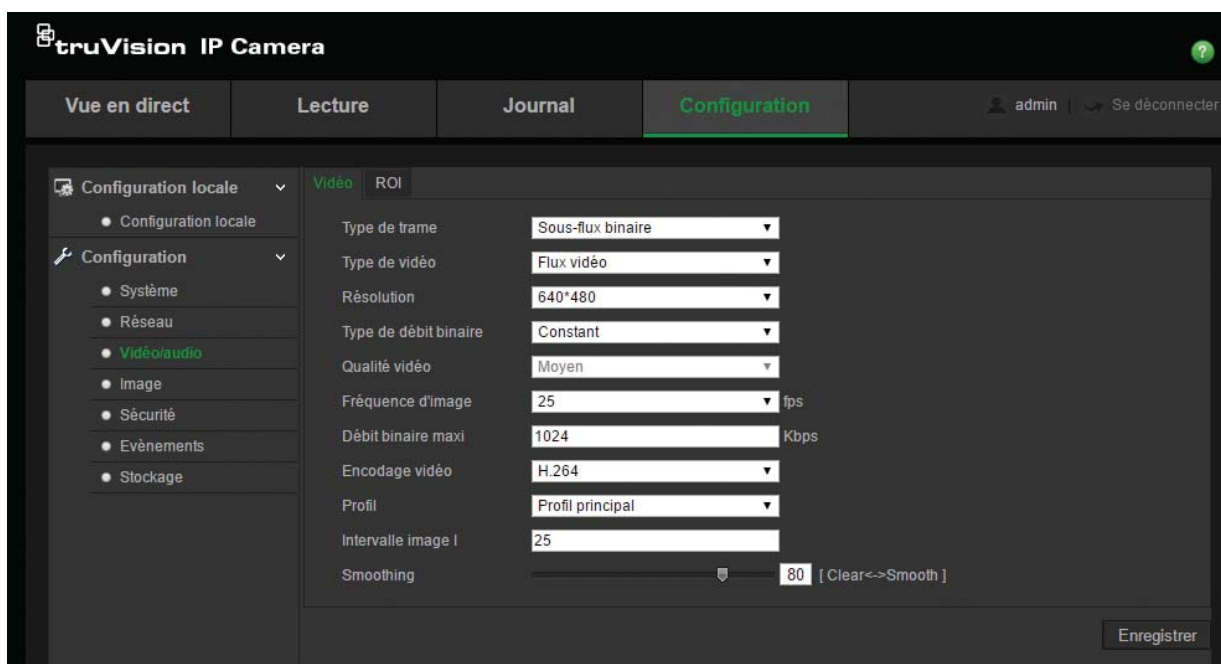 truVision IP Camera
?
Vue en direct Lecture Journal Configuration admin | Se déconnecter
Configuration locale
Configuration locale
Configuration
Système
Réseau
Vidéo/audio
Image
Sécurité
Evènements
Stockage
Vidéo ROI
Type de trame Sous-flux binaire
Type de vidéo Flux vidéo
Résolution 640*480
Type de débit binaire Constant
Qualité vidéo Moyen
Fréquence d'image 25 fps
Débit binaire maxi 1024 Kbps
Encodage vidéo H.264
Profil Profil principal
Intervalle image I 25
Smoothing 80 [ Clear<->Smooth ]
Enregistrer